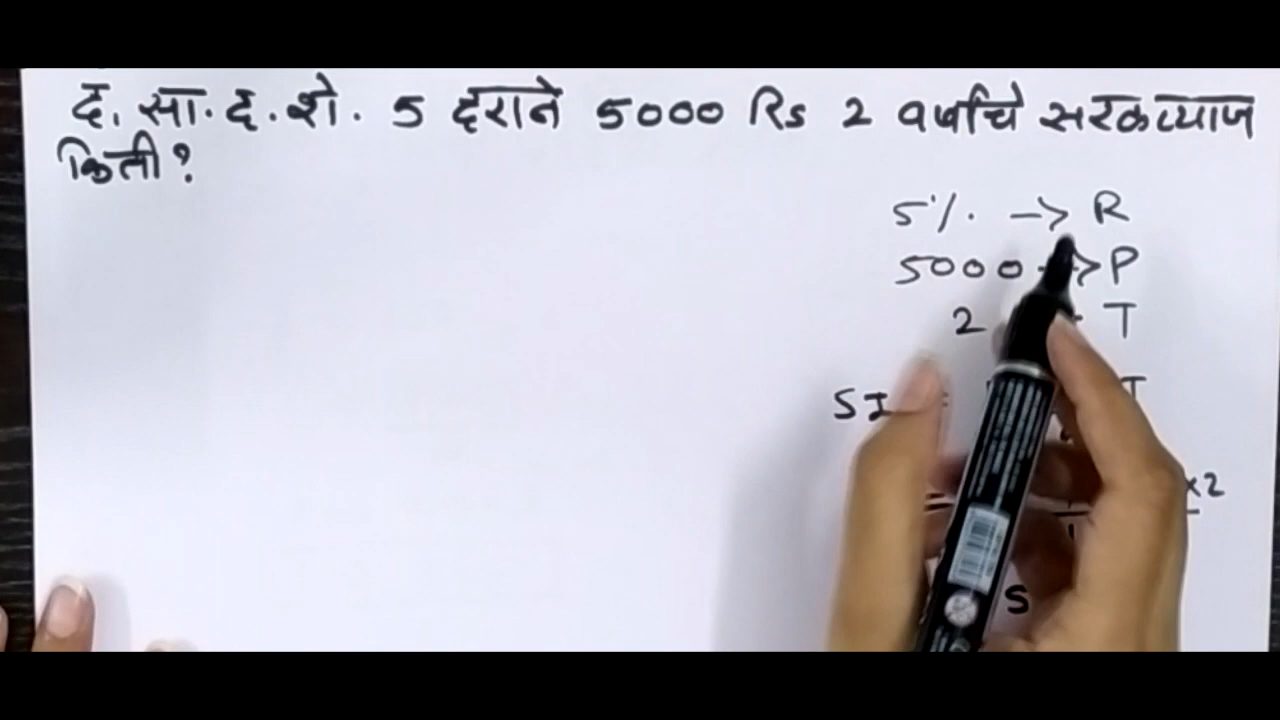 द. सा. द. शे. 5 दराने 5000 Rs 2 वर्षाचे सरळव्याज
किती?
5% -> R
5000 -> P
2 T
SI = T
= x2